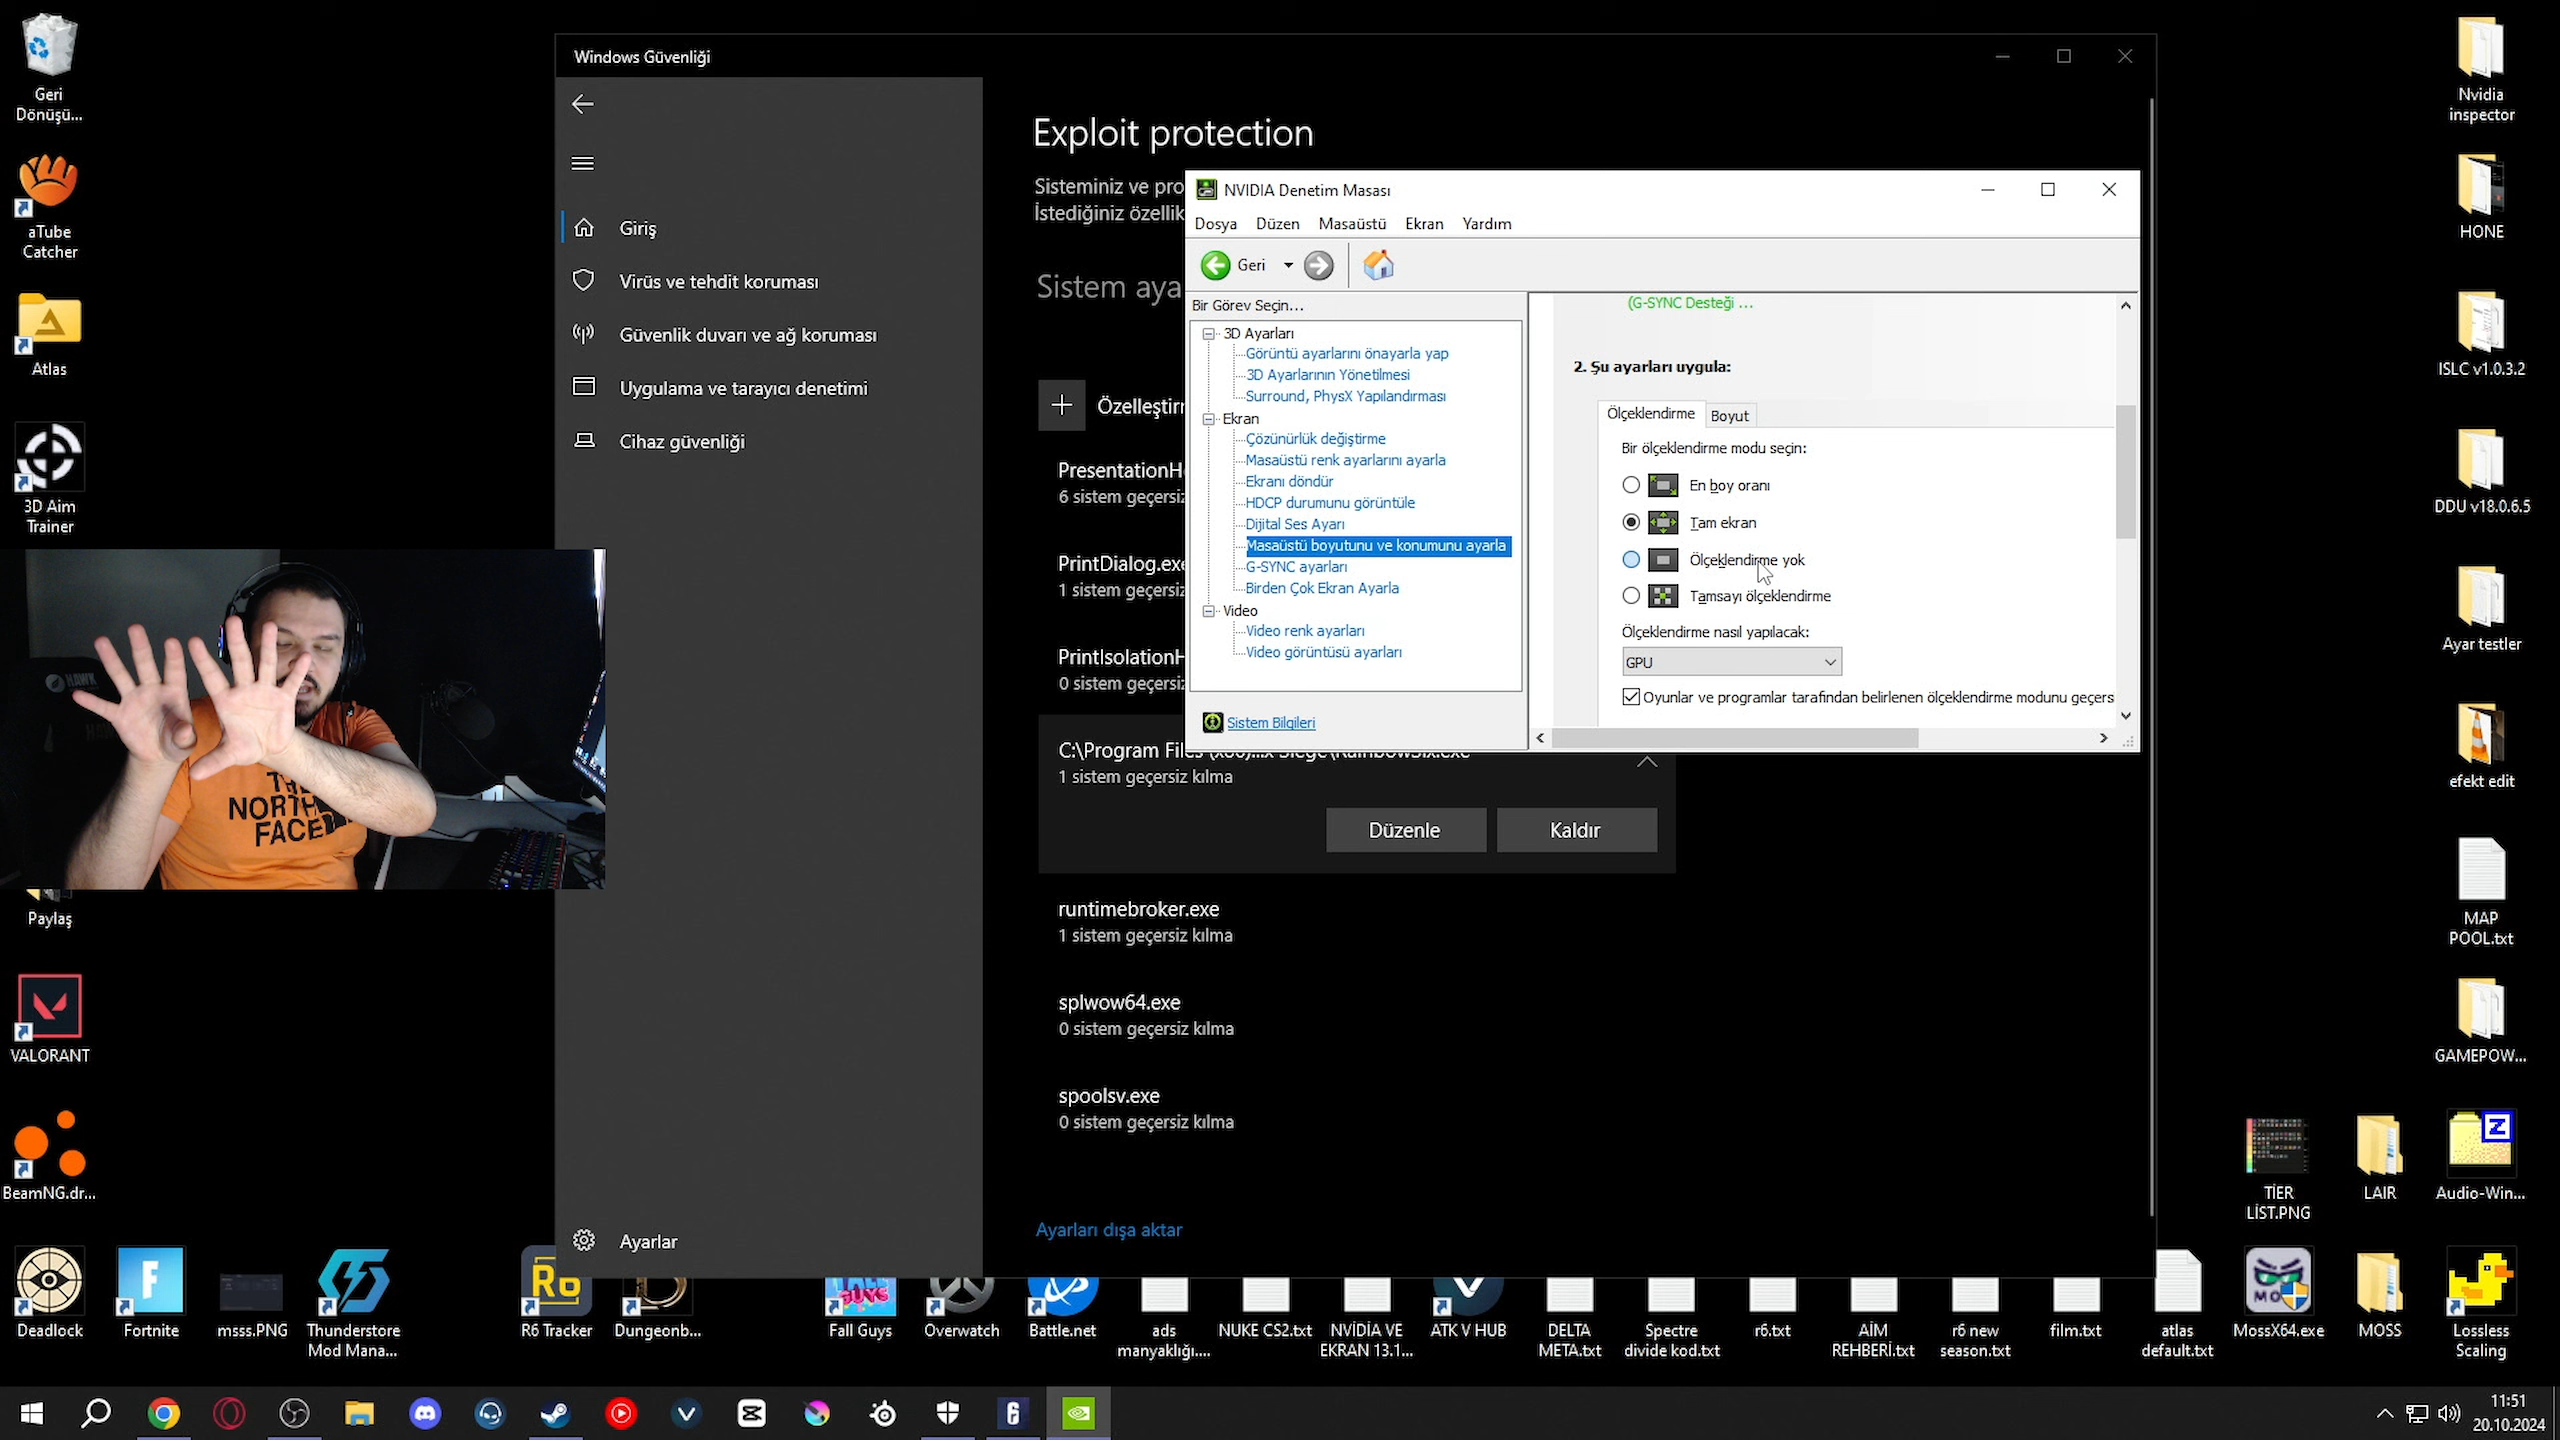 Geri
Dönüşü...
aTube
Catcher
Atlas
3D Aim
Trainer
HAWK
THE
NORTH
FACE
Paylaş
VALORANT
BeamNG.dr...
Deadlock
Fortnite
msss.PNG
Thunderstore
Mod Mana...
R6
R6 Tracker
Dungeonb...
GUYS
Fall Guys
Overwatch
Battle.net
ads
manyaklığı....
NUKE CS2.txt
NVİDİA VE
EKRAN 13.1...
ATK V HUB
DELTA
META.txt
Spectre
divide kod.txt
r6.txt
AİM
REHBERİ.txt
r6 new
season.txt
film.txt
atlas
default.txt
MossX64.exe
MOSS
Lossless
Scaling
TİER
LİST.PNG
LAIR
Audio-Win...
Nvidia
inspector
HONE
ISLC v1.0.3.2
DDU v18.0.6.5
Ayar testler
efekt edit
MAP
POOL.txt
GAMEPOW...
Windows Güvenliği
Giriş
Virüs ve tehdit koruması
Güvenlik duvarı ve ağ koruması
Uygulama ve tarayıcı denetimi
Cihaz güvenliği
Ayarlar
Exploit protection
Sisteminiz ve pro
İstediğiniz özellik
Sistem aya
Özelleştirm
PresentationH
6 sistem geçersiz
PrintDialog.exe
1 sistem geçersiz
PrintIsolationH
0 sistem geçersiz
C:\Program Files (x86)...x Siege\RainbowSix.exe
1 sistem geçersiz kılma
Düzenle
Kaldır
runtimebroker.exe
1 sistem geçersiz kılma
splwow64.exe
0 sistem geçersiz kılma
spoolsv.exe
0 sistem geçersiz kılma
Ayarları dışa aktar
NVIDIA Denetim Masası
Dosya Düzen Masaüstü Ekran Yardım
Geri
Bir Görev Seçin...
3D Ayarları
Görüntü ayarlarını önayarla yap
3D Ayarlarının Yönetilmesi
Surround, PhysX Yapılandırması
Ekran
Çözünürlük değiştirme
Masaüstü renk ayarlarını ayarla
Ekranı döndür
HDCP durumunu görüntüle
Dijital Ses Ayarı
Masaüstü boyutunu ve konumunu ayarla
G-SYNC ayarları
Birden Çok Ekran Ayarla
Video
Video renk ayarları
Video görüntüsü ayarları
Sistem Bilgileri
(G-SYNC Desteği ...
2. Şu ayarları uygula:
Ölçeklendirme Boyut
Bir ölçeklendirme modu seçin:
En boy oranı
Tam ekran
Ölçeklendirme yok
Tamsayı ölçeklendirme
Ölçeklendirme nasıl yapılacak:
GPU
Oyunlar ve programlar tarafından belirlenen ölçeklendirme modunu geçers
11:51
20.10.2024